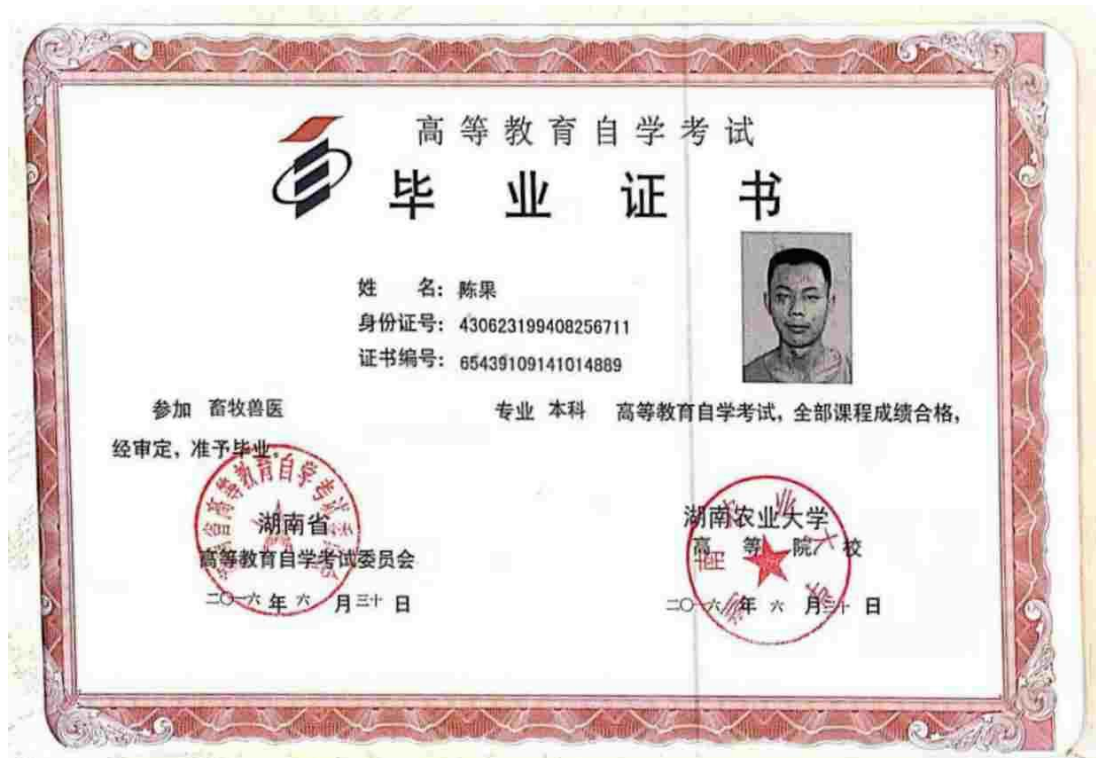 高等教育自学考试
毕业证书
姓 名：陈果
身份证号：430623199408256711
证书编号：65439109141014889
参加 畜牧兽医 专业 本科 高等教育自学考试，全部课程成绩合格，
经审定，准予毕业。
湖南省
高等教育自学考试委员会
二〇一六 年 六 月 三十 日
湖南农业大学
高等院校
二〇一六 年 六 月 三十 日